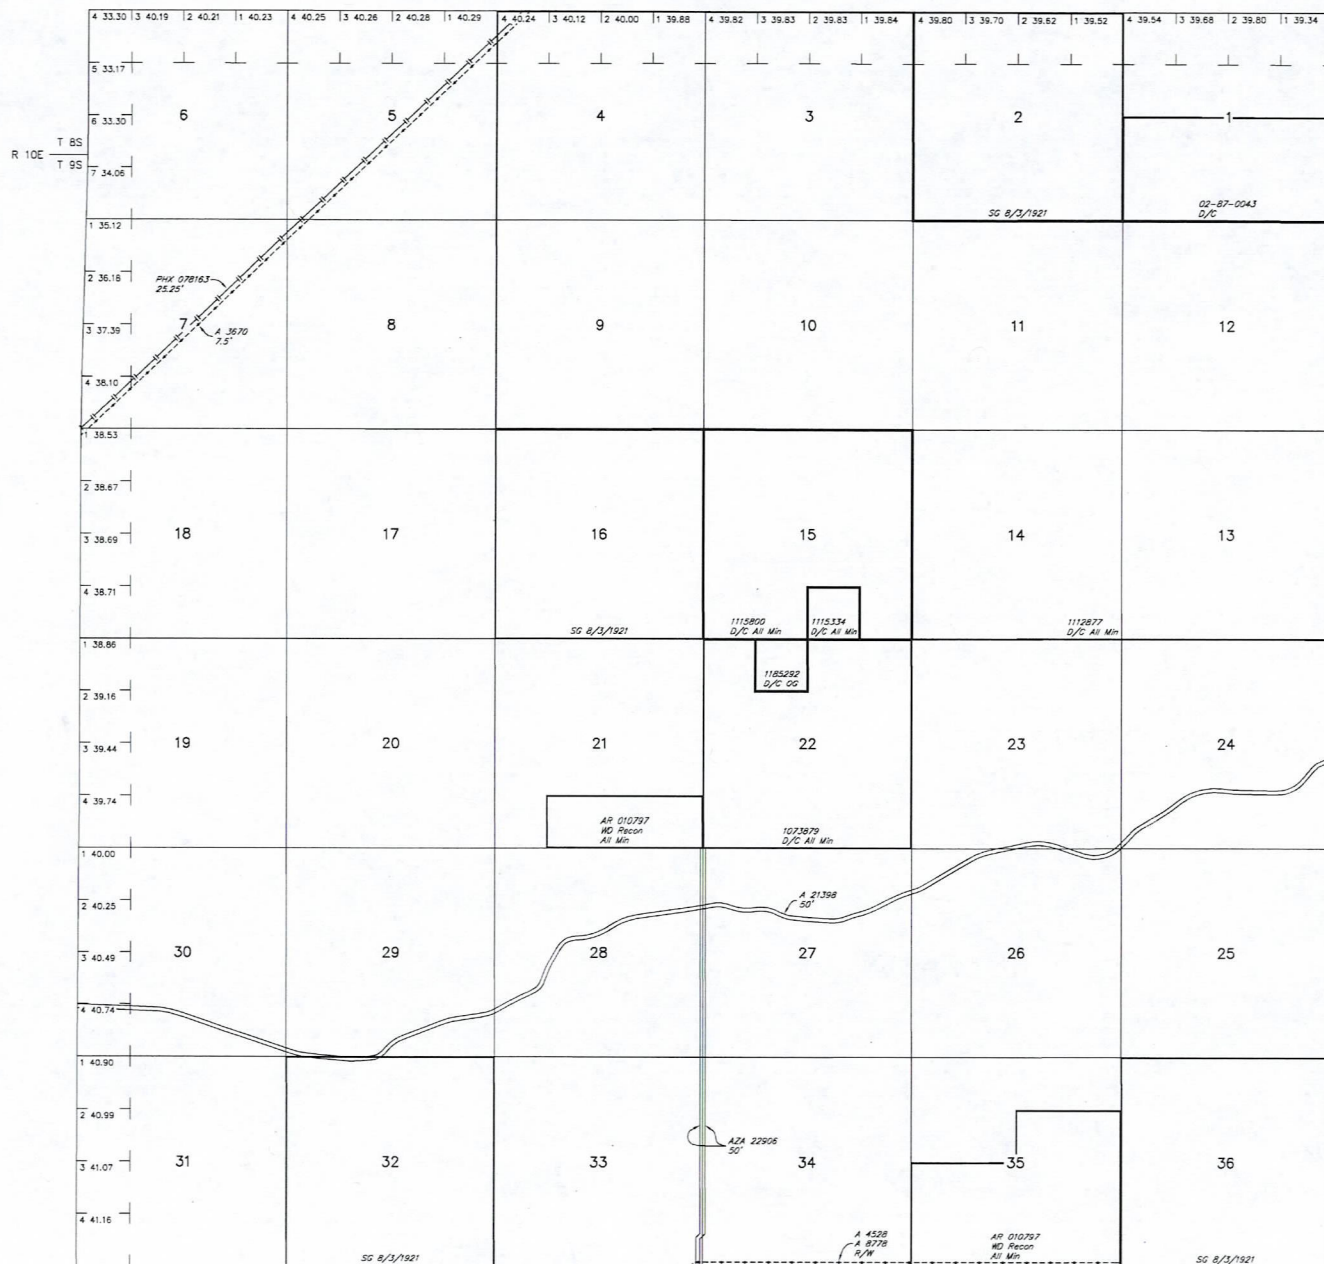 4 33.30 3 40.19 2 40.21 1 40.23 4 40.25 3 40.26 2 40.28 1 40.29 4 40.24 3 40.12 2 40.00 1 39.88 4 39.82 3 39.83 2 39.83 1 39.84 4 39.80 3 39.70 2 39.62 1 39.52 4 39.54 3 39.68 2 39.80 1 39.34
5 33.17
6 33.30
6 5 4 3 2 1
R 10E
T 8S
T 9S
7 34.06
SG 8/3/1921
02-87-0043
D/C
1 35.12
2 36.18
PHX 078163
25.25'
3 37.39
7 8 9 10 11 12
A 3670
7.5'
4 38.10
1 38.53
2 38.67
18 17 16 15 14 13
3 38.69
4 38.71
SG 8/3/1921
1115800
D/C All Min
1115334
D/C All Min
1112877
D/C All Min
1 38.86
1185292
D/C OG
2 39.16
19 20 21 22 23 24
3 39.44
4 39.74
AR 010797
WD Recon
All Min
1073879
D/C All Min
1 40.00
2 40.25
A 21398
50'
3 40.49
30 29 28 27 26 25
4 40.74
1 40.90
2 40.99
AZA 22906
50'
3 41.07
31 32 33 34 35 36
4 41.16
SG 8/3/1921
A 4528
A 8778
R/W
AR 010797
WD Recon
All Min
SG 8/3/1921